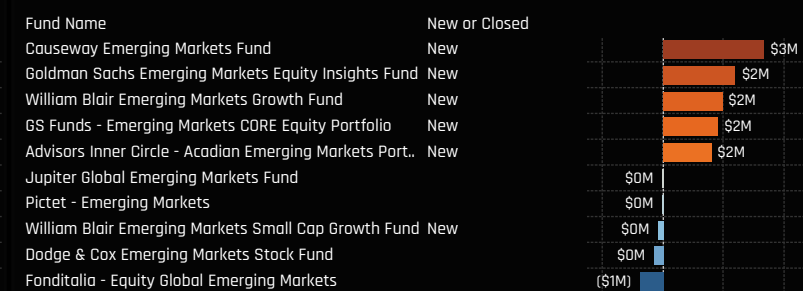 Fund Name New or Closed
Causeway Emerging Markets Fund New $3M
Goldman Sachs Emerging Markets Equity Insights Fund New $2M
William Blair Emerging Markets Growth Fund New $2M
GS Funds - Emerging Markets CORE Equity Portfolio New $2M
Advisors Inner Circle - Acadian Emerging Markets Port.. New $2M
Jupiter Global Emerging Markets Fund $0M
Pictet - Emerging Markets $0M
William Blair Emerging Markets Small Cap Growth Fund New $0M
Dodge & Cox Emerging Markets Stock Fund $0M
Fonditalia - Equity Global Emerging Markets ($1M)